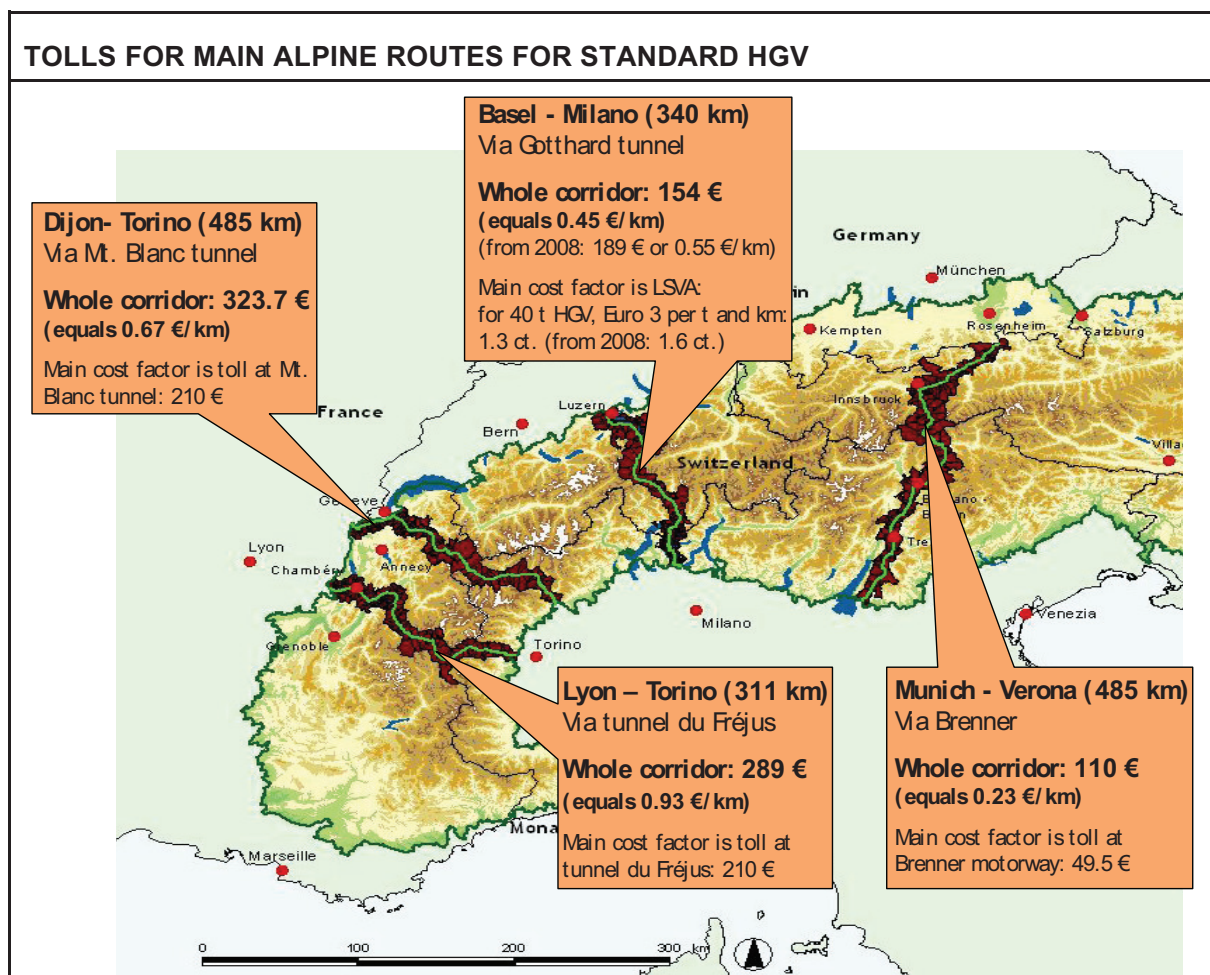 TOLLS FOR MAIN ALPINE ROUTES FOR STANDARD HGV
Basel - Milano (340 km)
Via Gotthard tunnel
Whole corridor: 154 €
(equals 0.45 €/km)
(from 2008: 189 € or 0.55 €/km)
Main cost factor is LSVA:
for 40 t HGV, Euro 3 per t and km:
1.3 ct. (from 2008: 1.6 ct.)
Dijon- Torino (485 km)
Via Mt. Blanc tunnel
Whole corridor: 323.7 €
(equals 0.67 €/km)
Main cost factor is toll at Mt.
Blanc tunnel: 210 €
Germany
München
Kempten
Rosenheim
Salzburg
France
Luzern
Bern
Innsbruck
Switzerland
Genève
Lyon
Chambéry
Annecy
Grenoble
Torino
Milano
Venezia
Lyon – Torino (311 km)
Via tunnel du Fréjus
Whole corridor: 289 €
(equals 0.93 €/km)
Main cost factor is toll at
tunnel du Fréjus: 210 €
Munich - Verona (485 km)
Via Brenner
Whole corridor: 110 €
(equals 0.23 €/km)
Main cost factor is toll at
Brenner motorway: 49.5 €
Mona
Marseille
0 100 200 300 km